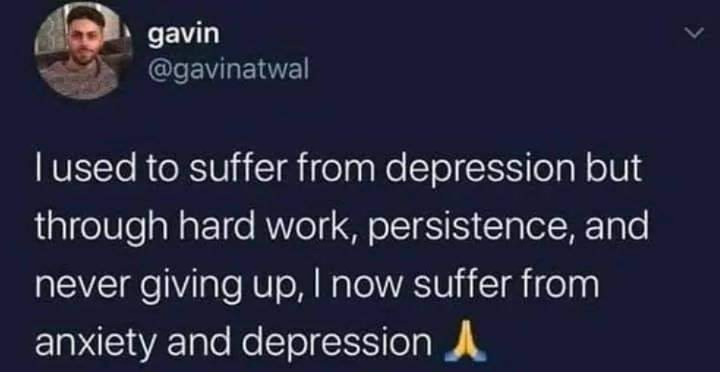 gavin
@gavinatwal
I used to suffer from depression but
through hard work, persistence, and
never giving up, I now suffer from
anxiety and depression 🙏